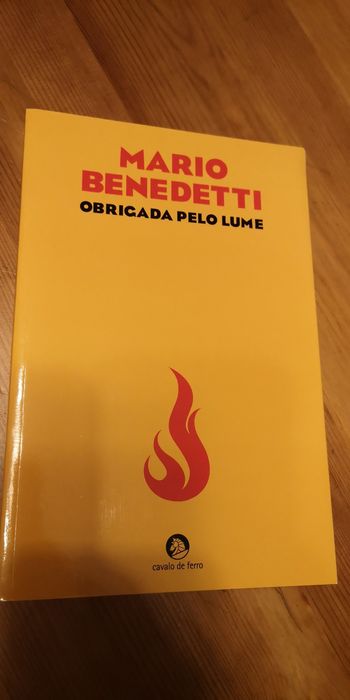 MARIO
BENEDETTI
OBRIGADA PELO LUME
cavalo de ferro